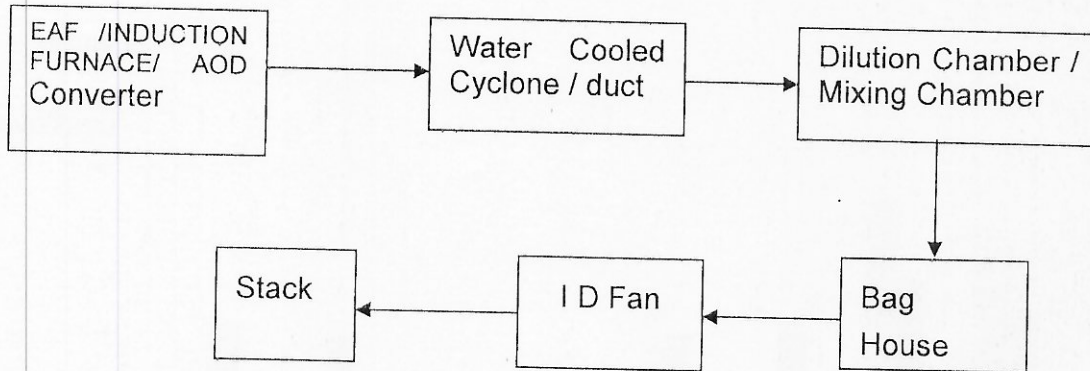 EAF /INDUCTION
FURNACE/ AOD
Converter
Water Cooled
Cyclone / duct
Dilution Chamber /
Mixing Chamber
Bag
House
I D Fan
Stack